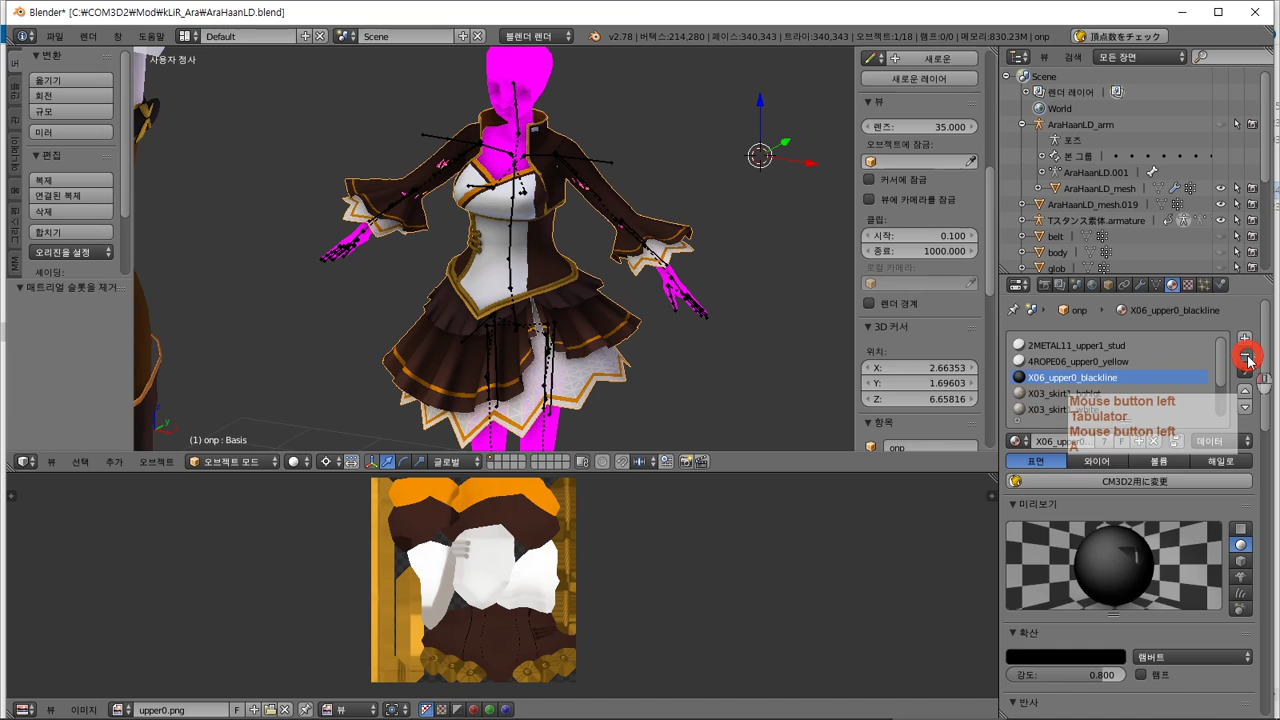 Blender* [C:₩COM3D2₩Mod₩kLiR_Ara₩AraHaanLD.blend]
파일 렌더 창 도움말 Default Scene 블렌더 렌더 v2.78 | 버텍스:214,280 | 페이스:340,343 | 트라이:340,343 | 오브젝트:1/18 | 램프:0/0 | 메모리:830.23M | onp 頂点数をチェック
변환
옮기기
회전
규모
미러
편집
복제
연결된 복제
삭제
합치기
오리진을 설정
셰이딩:
매트리얼 슬롯을 제거
(1) onp : Basis
뷰 선택 추가 오브젝트 오브젝트 모드 글로벌
새로운
새로운 레이어
뷰
렌즈: 35.000
오브젝트에 잠금:
커서에 잠금
뷰에 카메라를 잠금
클립:
시작: 0.100
종료: 1000.000
로컬 카메라:
렌더 경계
3D 커서
위치:
X: 2.66353
Y: 1.69603
Z: 6.65816
항목
onp
뷰 검색 모든 장면
Scene
렌더 레이어
World
AraHaanLD_arm
포즈
본 그룹
AraHaanLD.001
AraHaanLD_mesh
AraHaanLD_mesh.019
Tスタンス素体.armature
belt
body
glob
onp X06_upper0_blackline
2METAL11_upper1_stud
4ROPE06_upper0_yellow
X06_upper0_blackline
Mouse button left
Tabulator
Mouse button left
A
X06_upper0 7 F 데이터
표면 와이어 볼륨 헤일로
CM3D2用に変更
미리보기
확산
램버트
강도: 0.800 램프
반사
뷰 이미지 upper0.png F 뷰